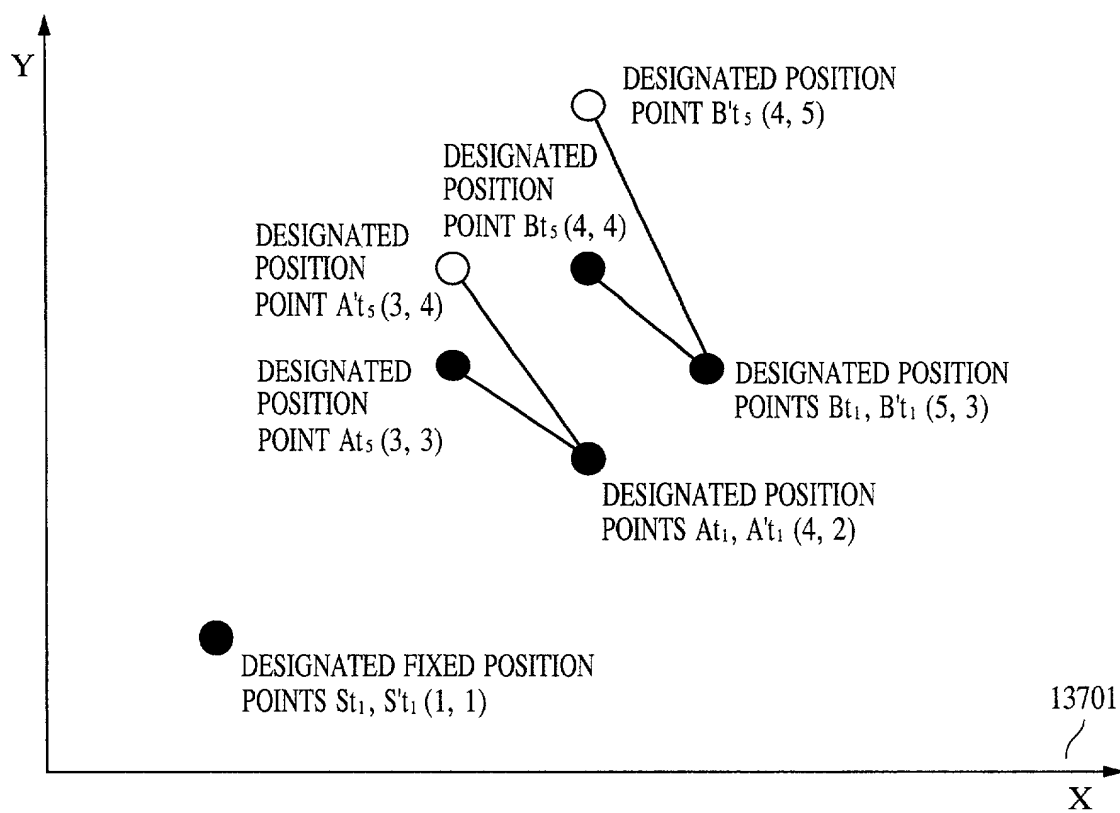 Y
DESIGNATED POSITION
POINT B't₅ (4, 5)
DESIGNATED
POSITION
POINT Bt₅ (4, 4)
DESIGNATED
POSITION
POINT A't₅ (3, 4)
DESIGNATED
POSITION
POINT At₅ (3, 3)
DESIGNATED POSITION
POINTS Bt₁, B't₁ (5, 3)
DESIGNATED POSITION
POINTS At₁, A't₁ (4, 2)
DESIGNATED FIXED POSITION
POINTS St₁, S't₁ (1, 1)
13701
X